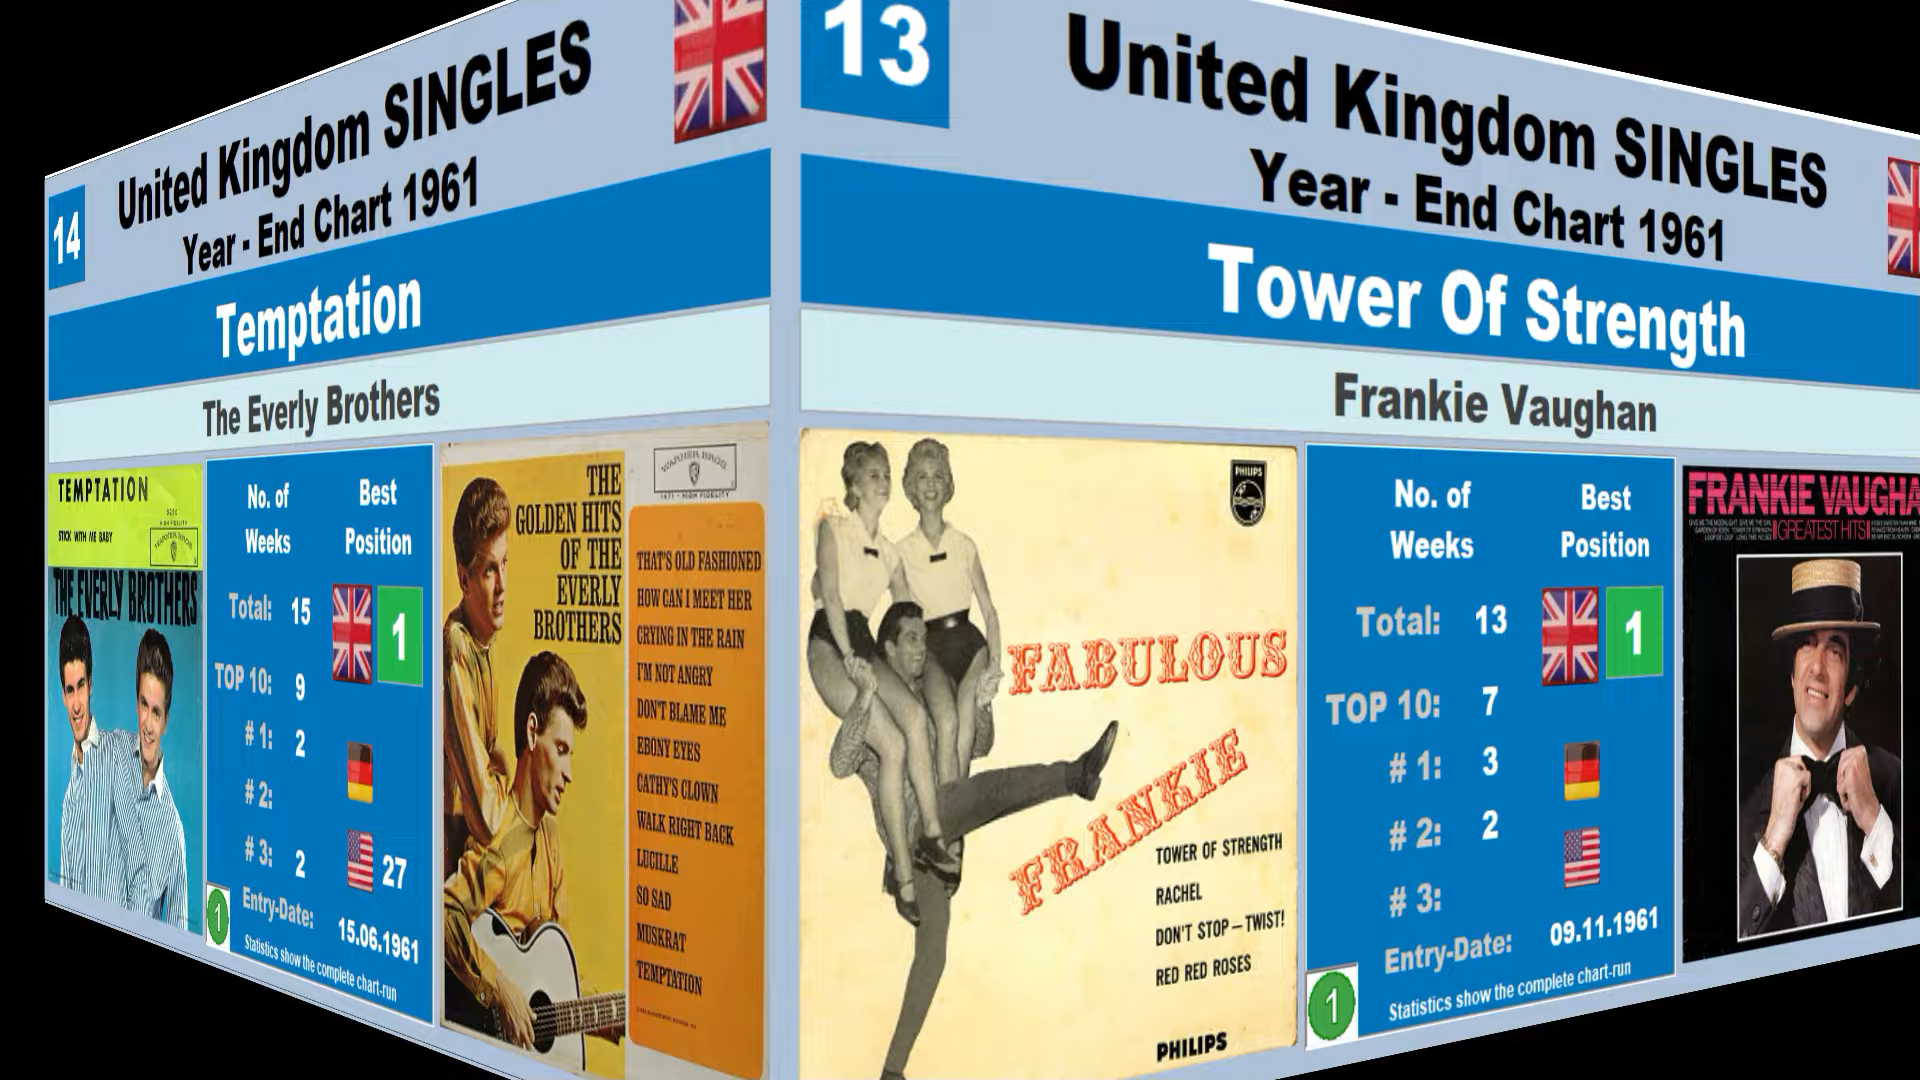 14
United Kingdom SINGLES
Year - End Chart 1961
Temptation
The Everly Brothers
TEMPTATION
STICK WITH ME BABY
WARNER BROS.
THE EVERLY BROTHERS
No. of
Weeks
Best
Position
Total: 15
1
TOP 10: 9
# 1: 2
# 2:
# 3: 2
27
Entry-Date: 15.06.1961
Statistics show the complete chart-run
1
THE
GOLDEN HITS
OF THE
EVERLY
BROTHERS
WARNER BROS.
1471 - HIGH FIDELITY
THAT'S OLD FASHIONED
HOW CAN I MEET HER
CRYING IN THE RAIN
I'M NOT ANGRY
DON'T BLAME ME
EBONY EYES
CATHY'S CLOWN
WALK RIGHT BACK
LUCILLE
SO SAD
MUSKRAT
TEMPTATION
13
United Kingdom SINGLES
Year - End Chart 1961
Tower Of Strength
Frankie Vaughan
PHILIPS
FABULOUS
FRANKIE
TOWER OF STRENGTH
RACHEL
DON'T STOP – TWIST!
RED RED ROSES
PHILIPS
No. of
Weeks
Best
Position
Total: 13
1
TOP 10: 7
# 1: 3
# 2: 2
# 3:
Entry-Date: 09.11.1961
Statistics show the complete chart-run
1
FRANKIE VAUGHA
GREATEST HITS